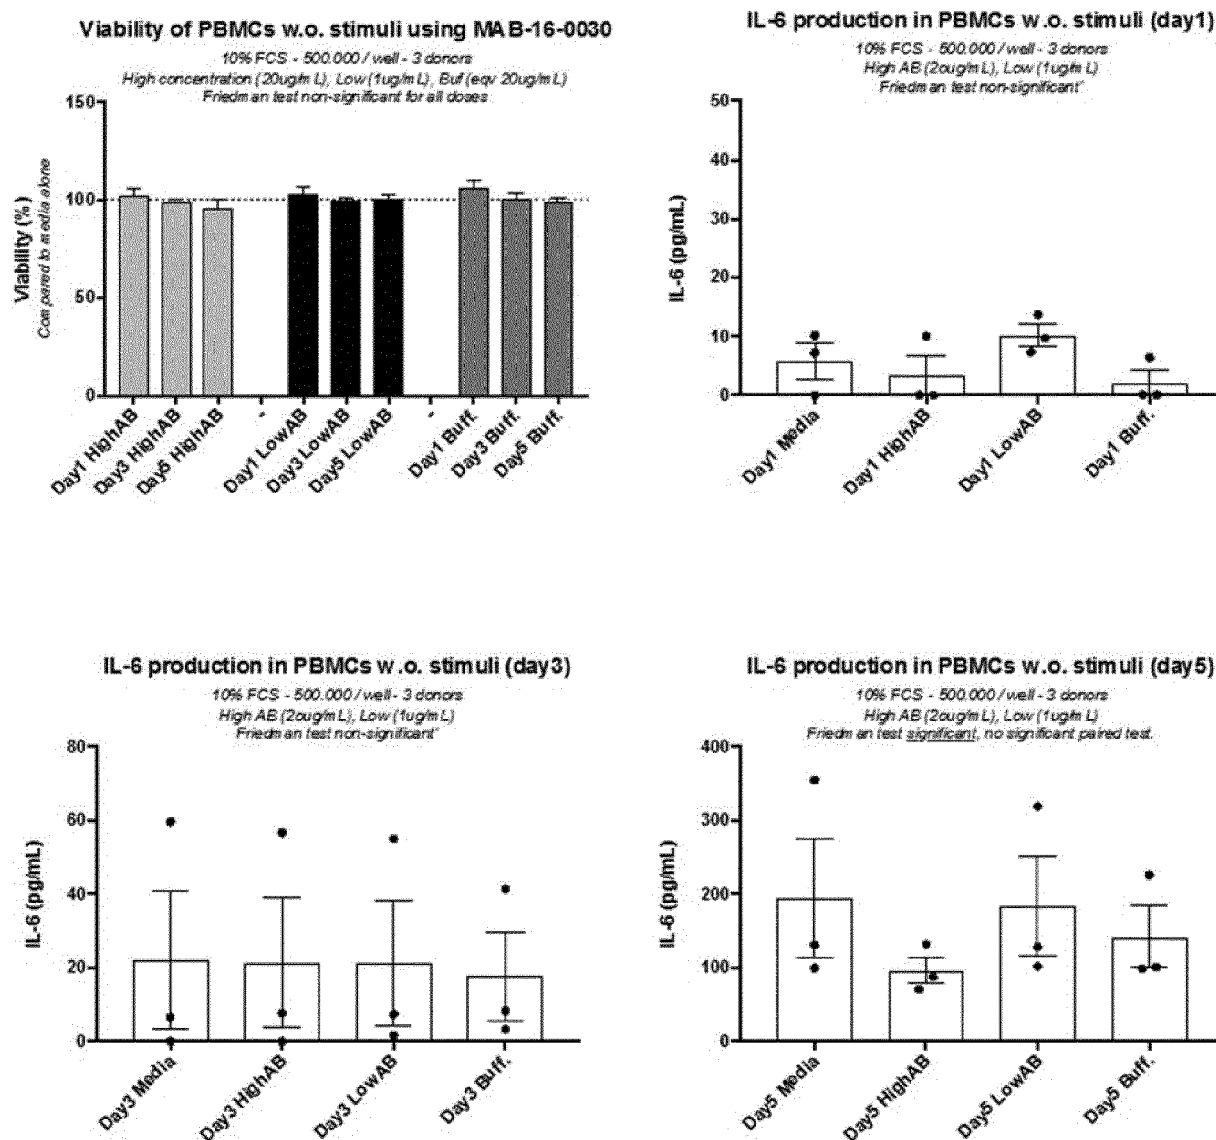 Viability of PBMCs w.o. stimuli using MAB-16-0030
10% FCS - 500.000 / well - 3 donors
High concentration (20ug/mL), Low (1ug/mL), Buf (eqv 20ug/mL)
Friedman test non-significant for all doses
Viability (%)
Compared to media alone
150
100
50
0
Day1 HighAB
Day3 HighAB
Day5 HighAB
-
Day1 LowAB
Day3 LowAB
Day5 LowAB
-
Day1 Buff.
Day3 Buff.
Day5 Buff.
IL-6 production in PBMCs w.o. stimuli (day1)
10% FCS - 500.000 / well - 3 donors
High AB (2oug/mL), Low (1ug/mL)
Friedman test non-significant*
IL-6 (pg/mL)
50
40
30
20
10
0
Day1 Media
Day1 HighAB
Day1 LowAB
Day1 Buff.
IL-6 production in PBMCs w.o. stimuli (day3)
10% FCS - 500.000 / well - 3 donors
High AB (2oug/mL), Low (1ug/mL)
Friedman test non-significant*
IL-6 (pg/mL)
80
60
40
20
0
Day3 Media
Day3 HighAB
Day3 LowAB
Day3 Buff.
IL-6 production in PBMCs w.o. stimuli (day5)
10% FCS - 500.000 / well - 3 donors
High AB (2oug/mL), Low (1ug/mL)
Friedman test significant, no significant paired test.
IL-6 (pg/mL)
400
300
200
100
0
Day5 Media
Day5 HighAB
Day5 LowAB
Day5 Buff.